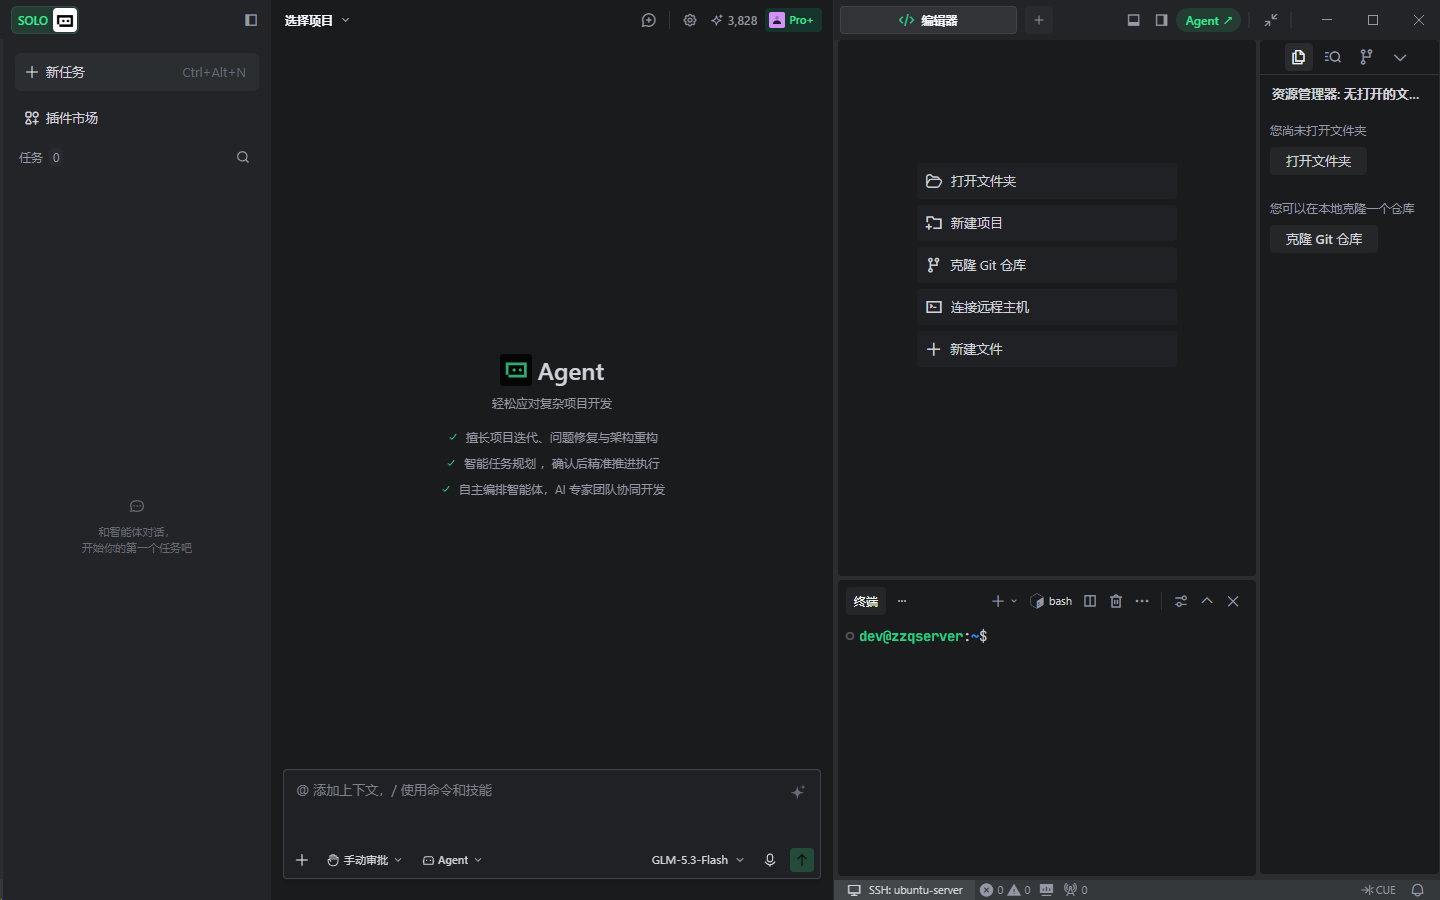 SOLO
新任务 Ctrl+Alt+N
插件市场
任务 0
和智能体对话，
开始你的第一个任务吧
选择项目
3,828 Pro+
Agent
轻松应对复杂项目开发
擅长项目迭代、问题修复与架构重构
智能任务规划，确认后精准推进执行
自主编排智能体，AI 专家团队协同开发
@ 添加上下文，/ 使用命令和技能
手动审批 Agent GLM-5.3-Flash
</> 编辑器
Agent ↗
打开文件夹
新建项目
克隆 Git 仓库
连接远程主机
新建文件
终端 ··· bash
dev@zzqserver:~$
资源管理器: 无打开的文...
您尚未打开文件夹
打开文件夹
您可以在本地克隆一个仓库
克隆 Git 仓库
SSH: ubuntu-server 0 0 0 CUE